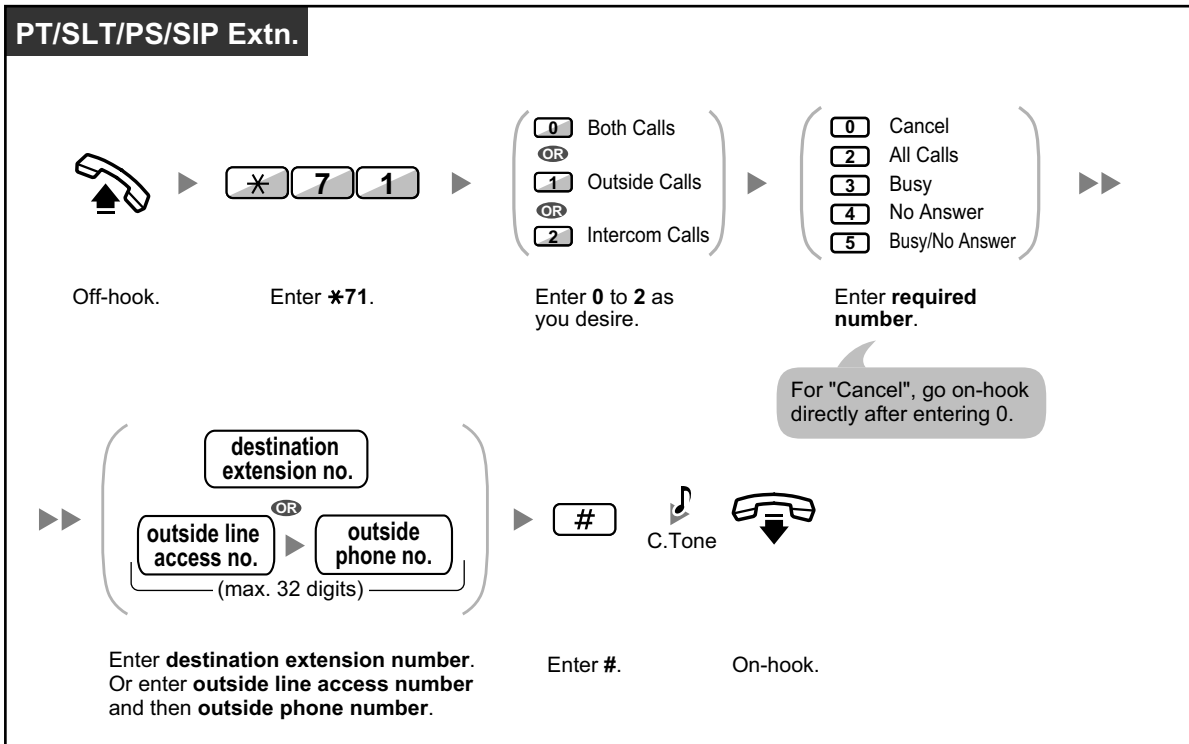 PT/SLT/PS/SIP Extn.
✱ 7 1
0 Both Calls
OR
1 Outside Calls
OR
2 Intercom Calls
0 Cancel
2 All Calls
3 Busy
4 No Answer
5 Busy/No Answer
Off-hook.
Enter ✱71.
Enter 0 to 2 as
you desire.
Enter required
number.
For "Cancel", go on-hook
directly after entering 0.
destination
extension no.
OR
outside line
access no.
outside
phone no.
(max. 32 digits)
#
C.Tone
Enter destination extension number.
Or enter outside line access number
and then outside phone number.
Enter #.
On-hook.